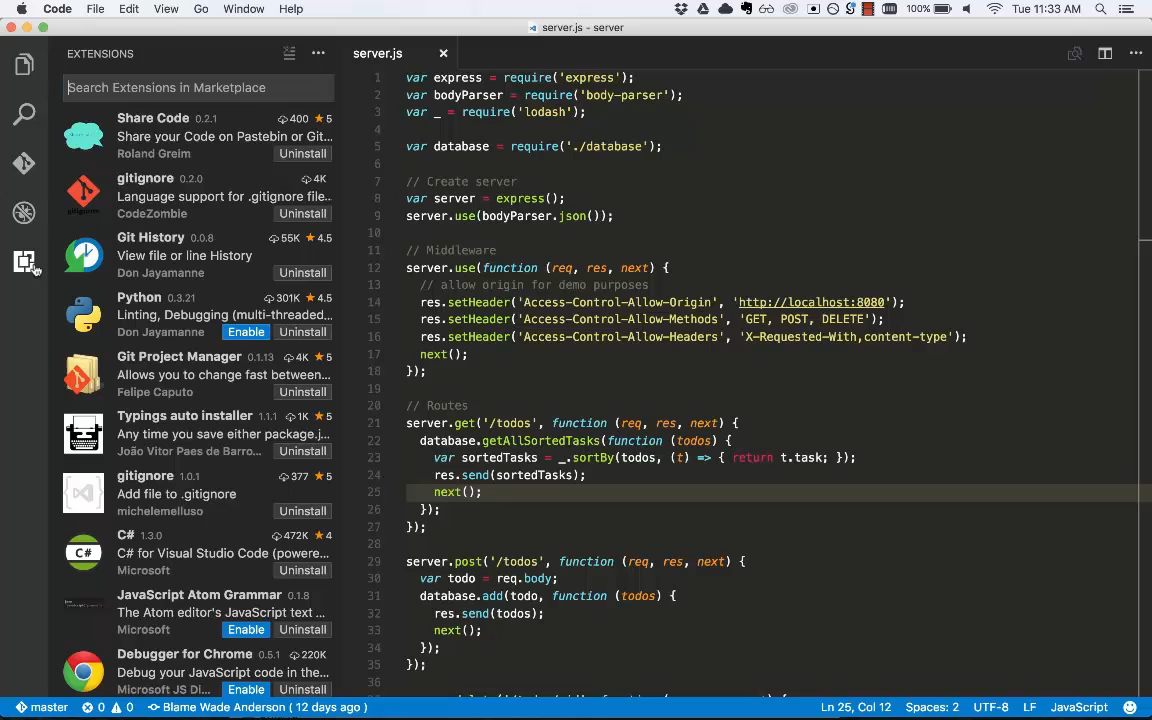 Code File Edit View Go Window Help 100% Tue 11:33 AM
server.js - server
EXTENSIONS
Search Extensions in Marketplace
Share Code 0.2.1 400 5
Share your Code on Pastebin or Git...
Roland Greim Uninstall
gitignore 0.2.0 4K
Language support for .gitignore file...
CodeZombie Uninstall
Git History 0.0.8 55K 4.5
View file or line History
Don Jayamanne Uninstall
Python 0.3.21 301K 4.5
Linting, Debugging (multi-threaded...
Don Jayamanne Enable Uninstall
Git Project Manager 0.1.13 4K 5
Allows you to change fast between...
Felipe Caputo Uninstall
Typings auto installer 1.1.1 1K 5
Any time you save either package.j...
João Vitor Paes de Barro... Uninstall
gitignore 1.0.1 377 5
Add file to .gitignore
michelemelluso Uninstall
C# 1.3.0 472K 4
C# for Visual Studio Code (powere...
Microsoft Uninstall
JavaScript Atom Grammar 0.1.8
The Atom editor's JavaScript text ...
Microsoft Enable Uninstall
Debugger for Chrome 0.5.1 220K
Debug your JavaScript code in the...
Microsoft JS Di... Enable Uninstall
server.js
1 var express = require('express');
2 var bodyParser = require('body-parser');
3 var _ = require('lodash');
4
5 var database = require('./database');
6
7 // Create server
8 var server = express();
9 server.use(bodyParser.json());
10
11 // Middleware
12 server.use(function (req, res, next) {
13 // allow origin for demo purposes
14 res.setHeader('Access-Control-Allow-Origin', 'http://localhost:8080');
15 res.setHeader('Access-Control-Allow-Methods', 'GET, POST, DELETE');
16 res.setHeader('Access-Control-Allow-Headers', 'X-Requested-With,content-type');
17 next();
18 });
19
20 // Routes
21 server.get('/todos', function (req, res, next) {
22 database.getAllSortedTasks(function (todos) {
23 var sortedTasks = _.sortBy(todos, (t) => { return t.task; });
24 res.send(sortedTasks);
25 next();
26 });
27 });
28
29 server.post('/todos', function (req, res, next) {
30 var todo = req.body;
31 database.add(todo, function (todos) {
32 res.send(todos);
33 next();
34 });
35 });
36
master 0 0 Blame Wade Anderson ( 12 days ago ) Ln 25, Col 12 Spaces: 2 UTF-8 LF JavaScript